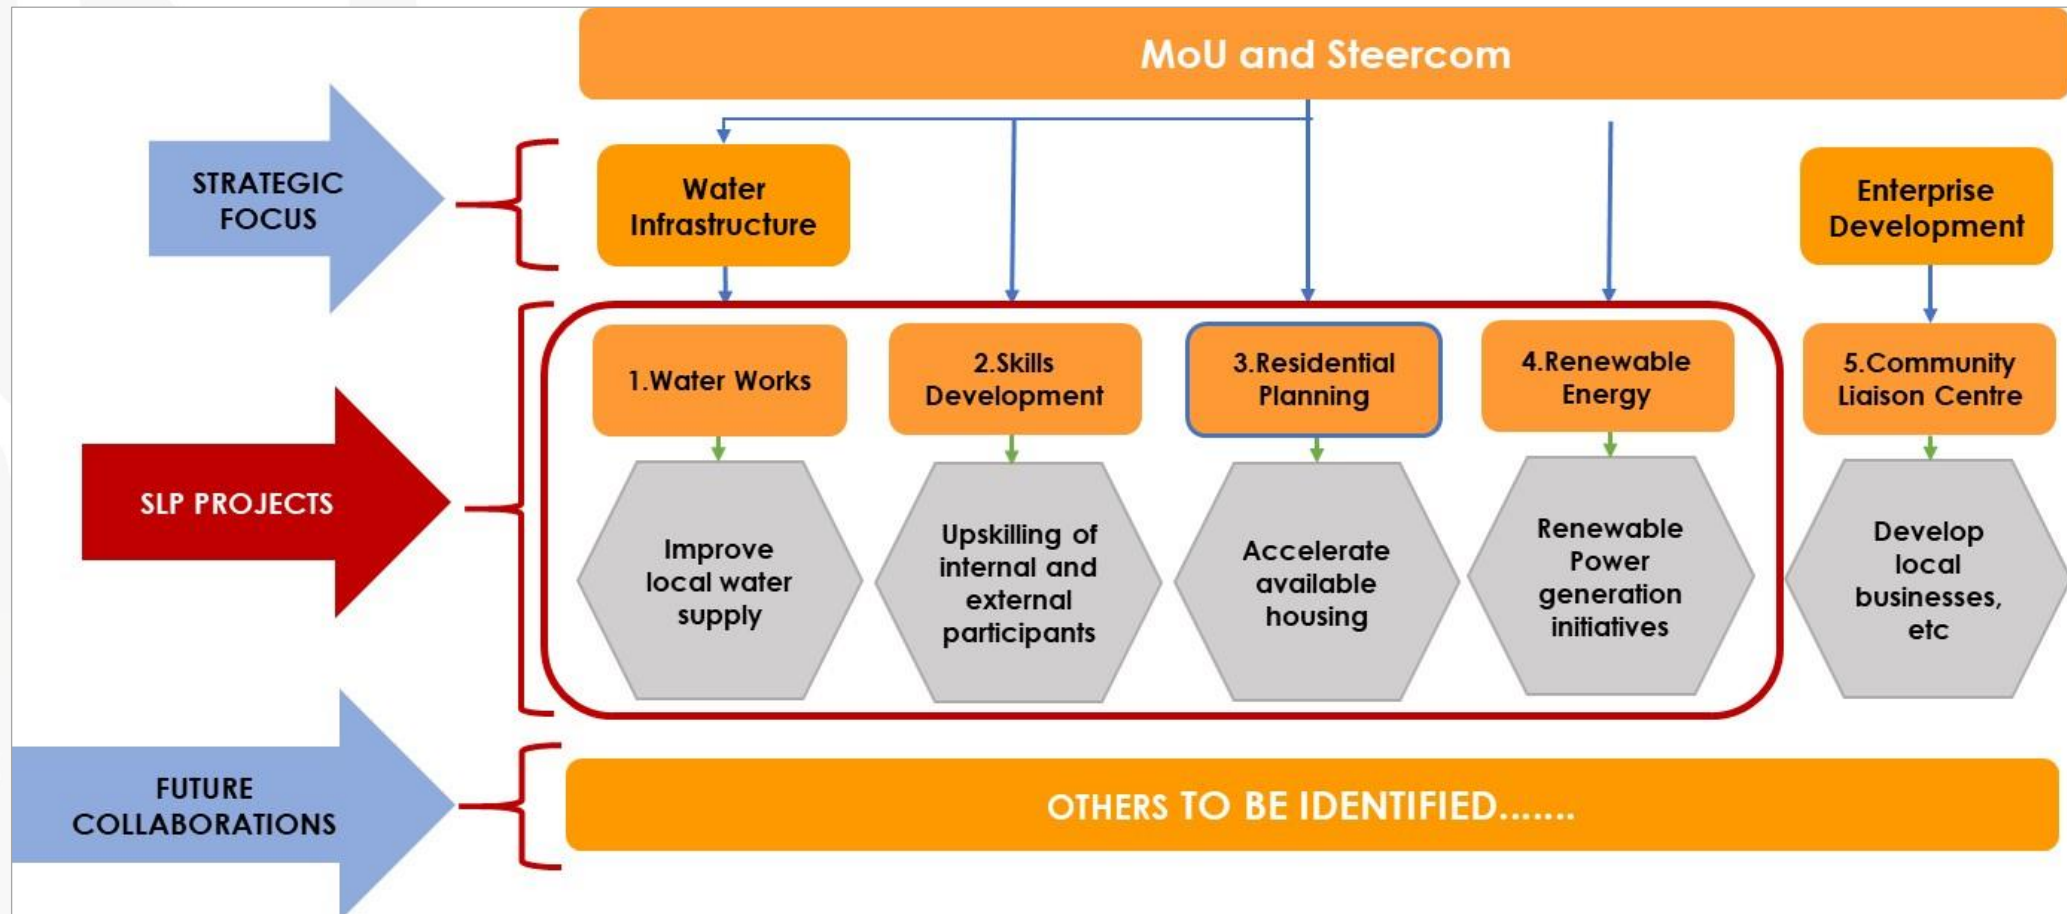 MoU and Steercom
STRATEGIC
FOCUS
Water
Infrastructure
Enterprise
Development
SLP PROJECTS
1.Water Works
2.Skills
Development
3.Residential
Planning
4.Renewable
Energy
5.Community
Liaison Centre
Improve
local water
supply
Upskilling of
internal and
external
participants
Accelerate
available
housing
Renewable
Power
generation
initiatives
Develop
local
businesses,
etc
FUTURE
COLLABORATIONS
OTHERS TO BE IDENTIFIED.......